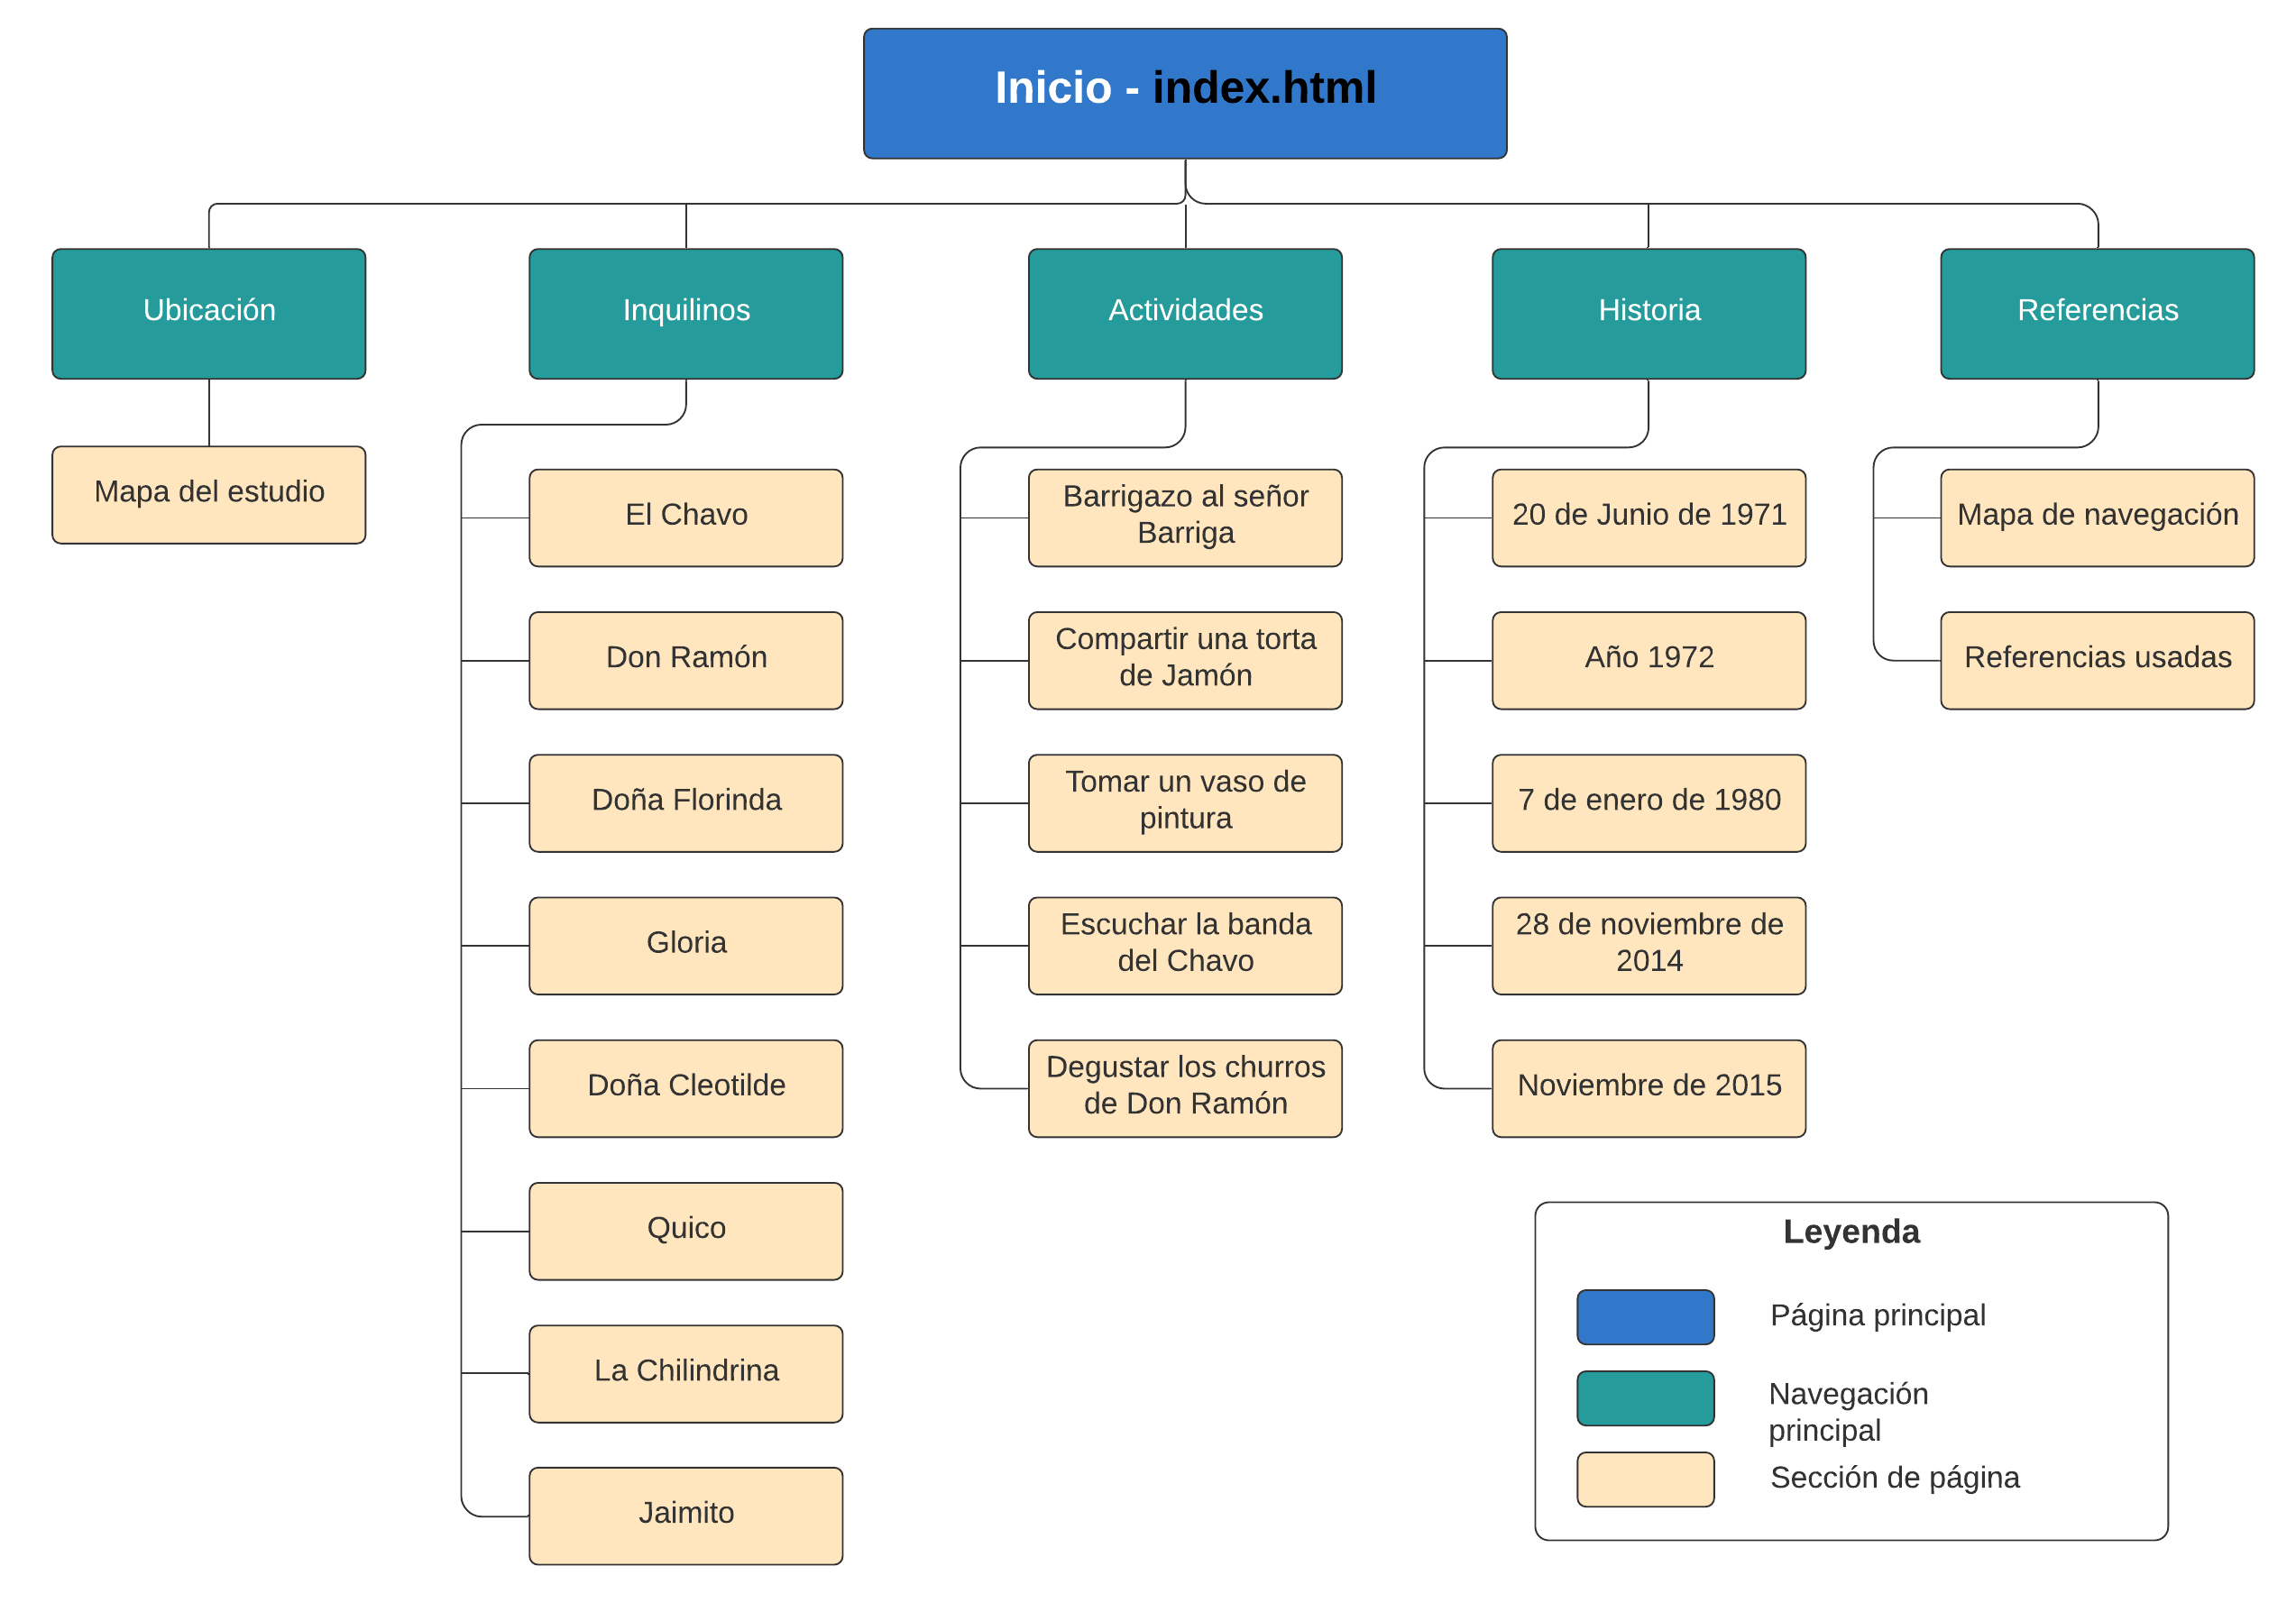 Inicio - index.html
Ubicación
Inquilinos
Actividades
Historia
Referencias
Mapa del estudio
El Chavo
Don Ramón
Doña Florinda
Gloria
Doña Cleotilde
Quico
La Chilindrina
Jaimito
Barrigazo al señor
Barriga
Compartir una torta
de Jamón
Tomar un vaso de
pintura
Escuchar la banda
del Chavo
Degustar los churros
de Don Ramón
20 de Junio de 1971
Año 1972
7 de enero de 1980
28 de noviembre de
2014
Noviembre de 2015
Mapa de navegación
Referencias usadas
Leyenda
Página principal
Navegación
principal
Sección de página